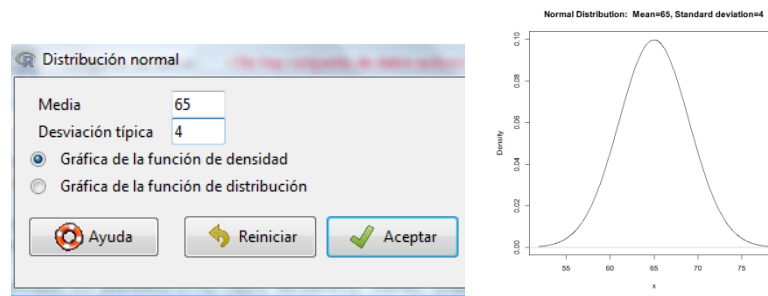 Distribución normal
Media 65
Desviación típica 4
Gráfica de la función de densidad
Gráfica de la función de distribución
Ayuda Reiniciar Aceptar
Normal Distribution: Mean=65, Standard deviation=4
Density
0.10
0.08
0.06
0.04
0.02
0.00
55 60 65 70 75
x